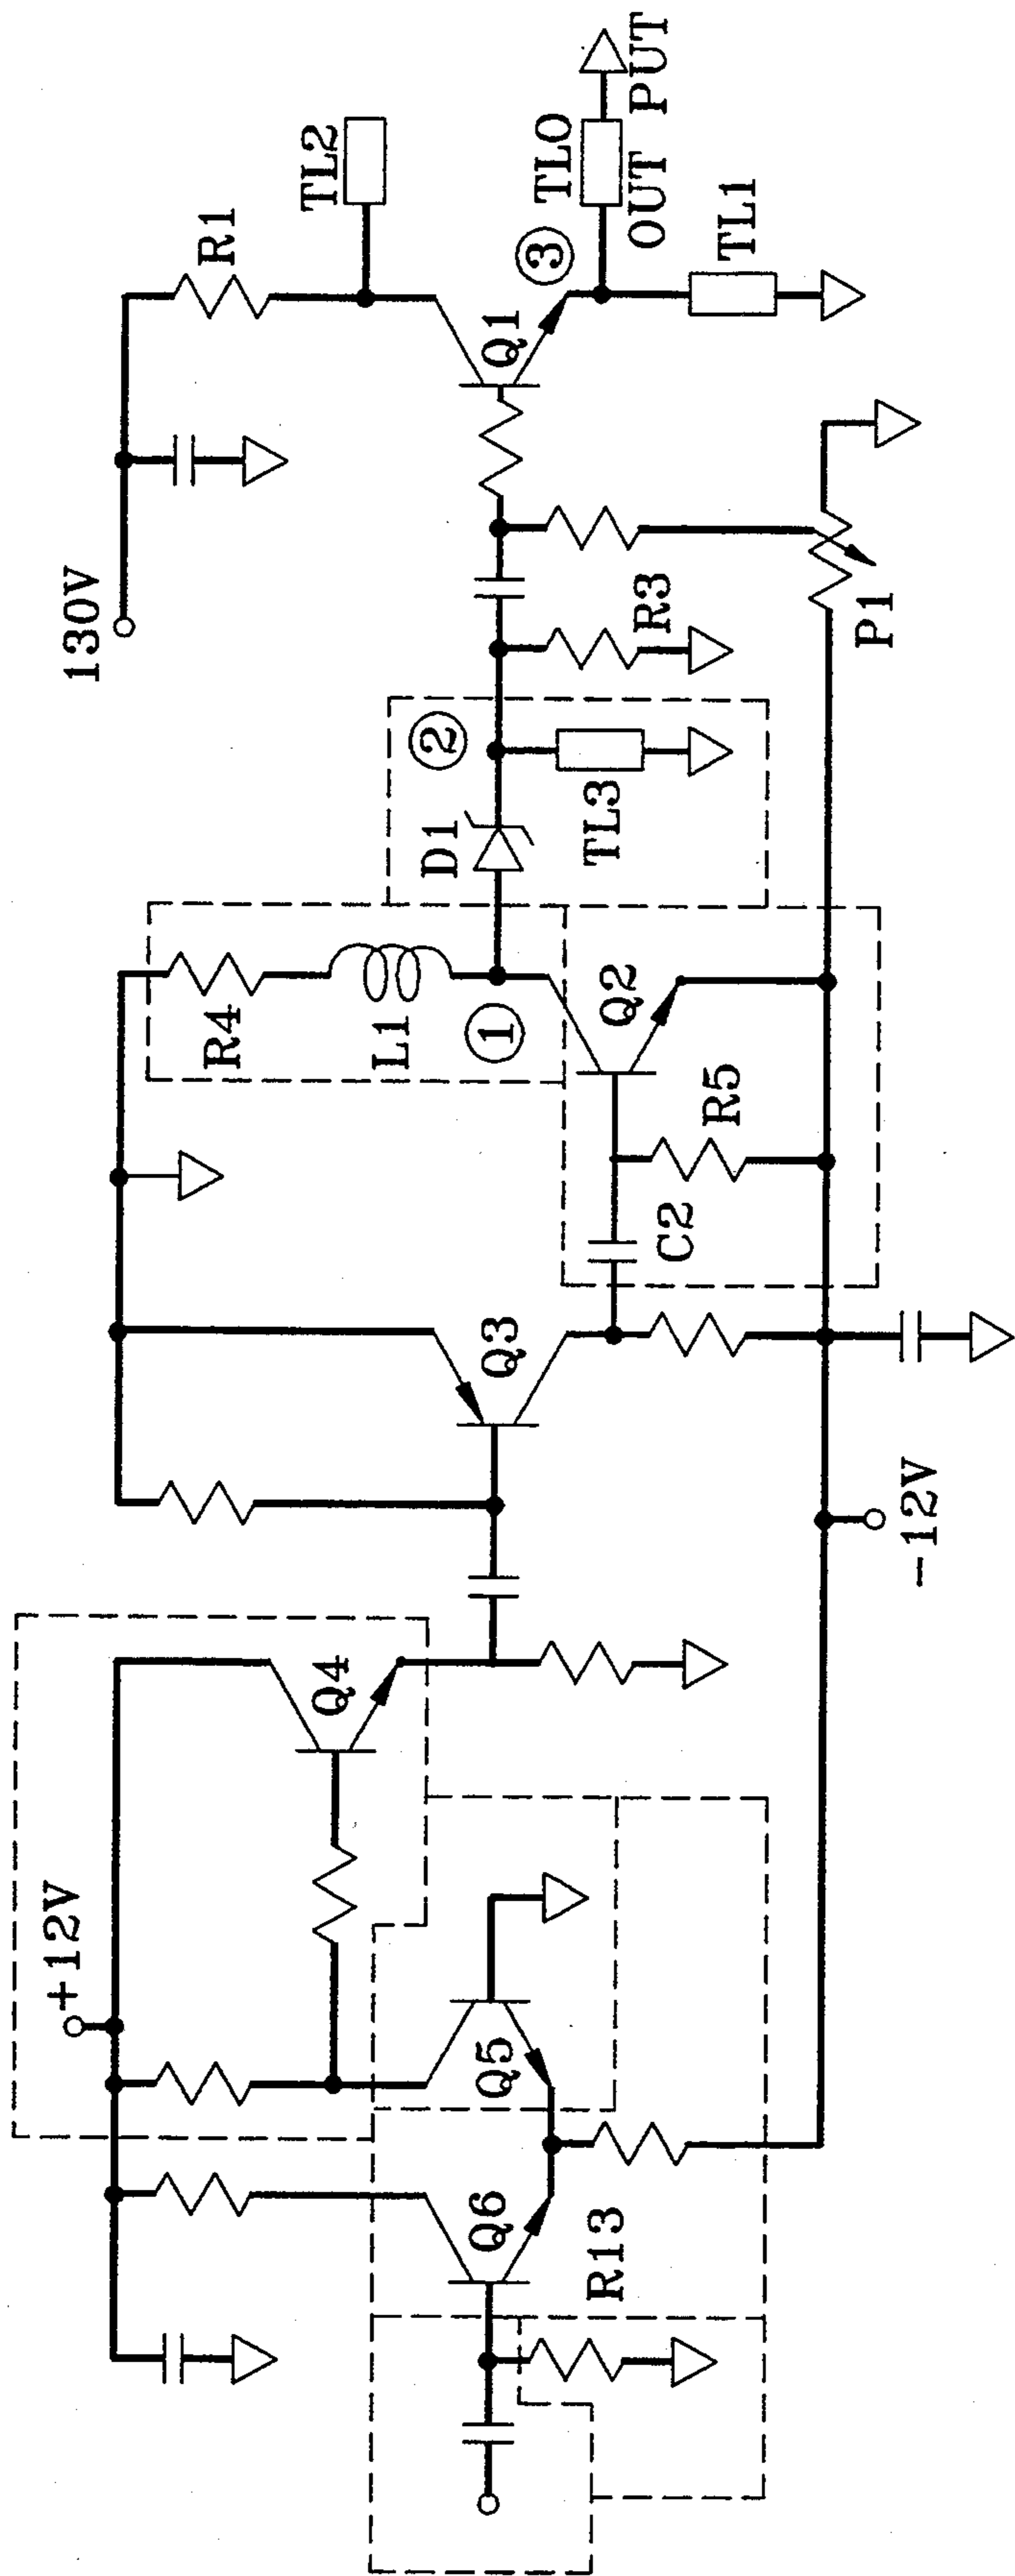 130V
R1
TL2
Q1
③
TL0
OUT PUT
TL1
R3
P1
②
D1
TL3
R4
L1
①
Q2
R5
C2
Q3
-12V
Q4
+12V
Q5
Q6
R13